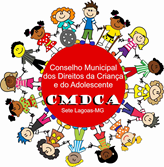 Conselho Municipal
dos Direitos da Criança
e do Adolescente
CMDCA
Sete Lagoas-MG